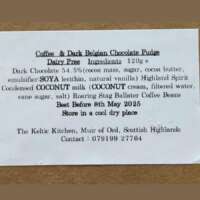 Coffee & Dark Belgian Chocolate Fudge
Dairy Free Ingredients 120g e
Dark Chocolate 54.5%(cocoa mass, sugar, cocoa butter,
emulsifier SOYA lecithin, natural vanilla) Highland Spirit
Condensed COCONUT milk (COCONUT cream, filtered water,
cane sugar, salt) Roaring Stag Ballater Coffee Beans
Best Before 8th May 2025
Store in a cool dry place
The Keltic Kitchen, Muir of Ord, Scottish Highlands
Contact : 079199 27764